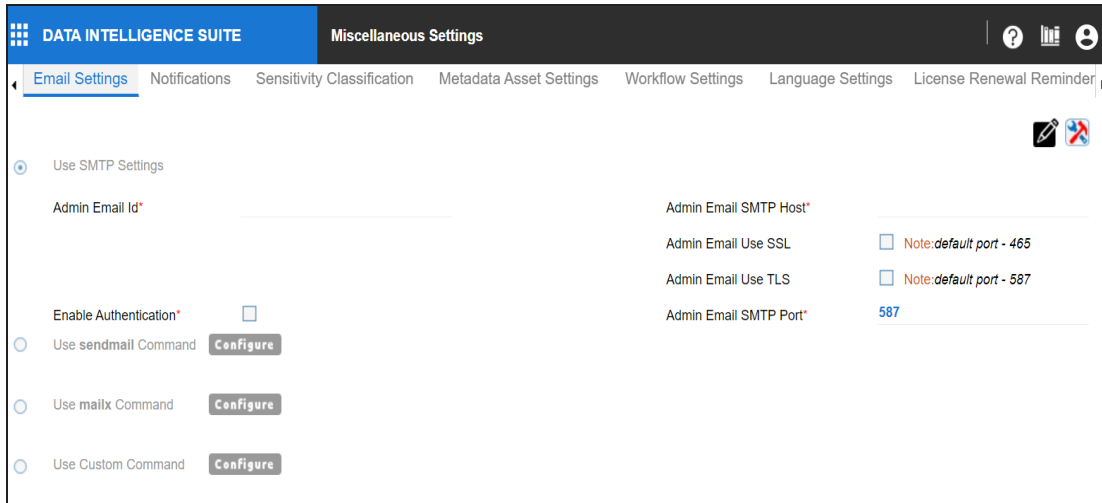 DATA INTELLIGENCE SUITE Miscellaneous Settings
Email Settings Notifications Sensitivity Classification Metadata Asset Settings Workflow Settings Language Settings License Renewal Reminder
Use SMTP Settings
Admin Email Id* Admin Email SMTP Host*
Admin Email Use SSL Note:default port - 465
Admin Email Use TLS Note:default port - 587
Enable Authentication* Admin Email SMTP Port* 587
Use sendmail Command Configure
Use mailx Command Configure
Use Custom Command Configure